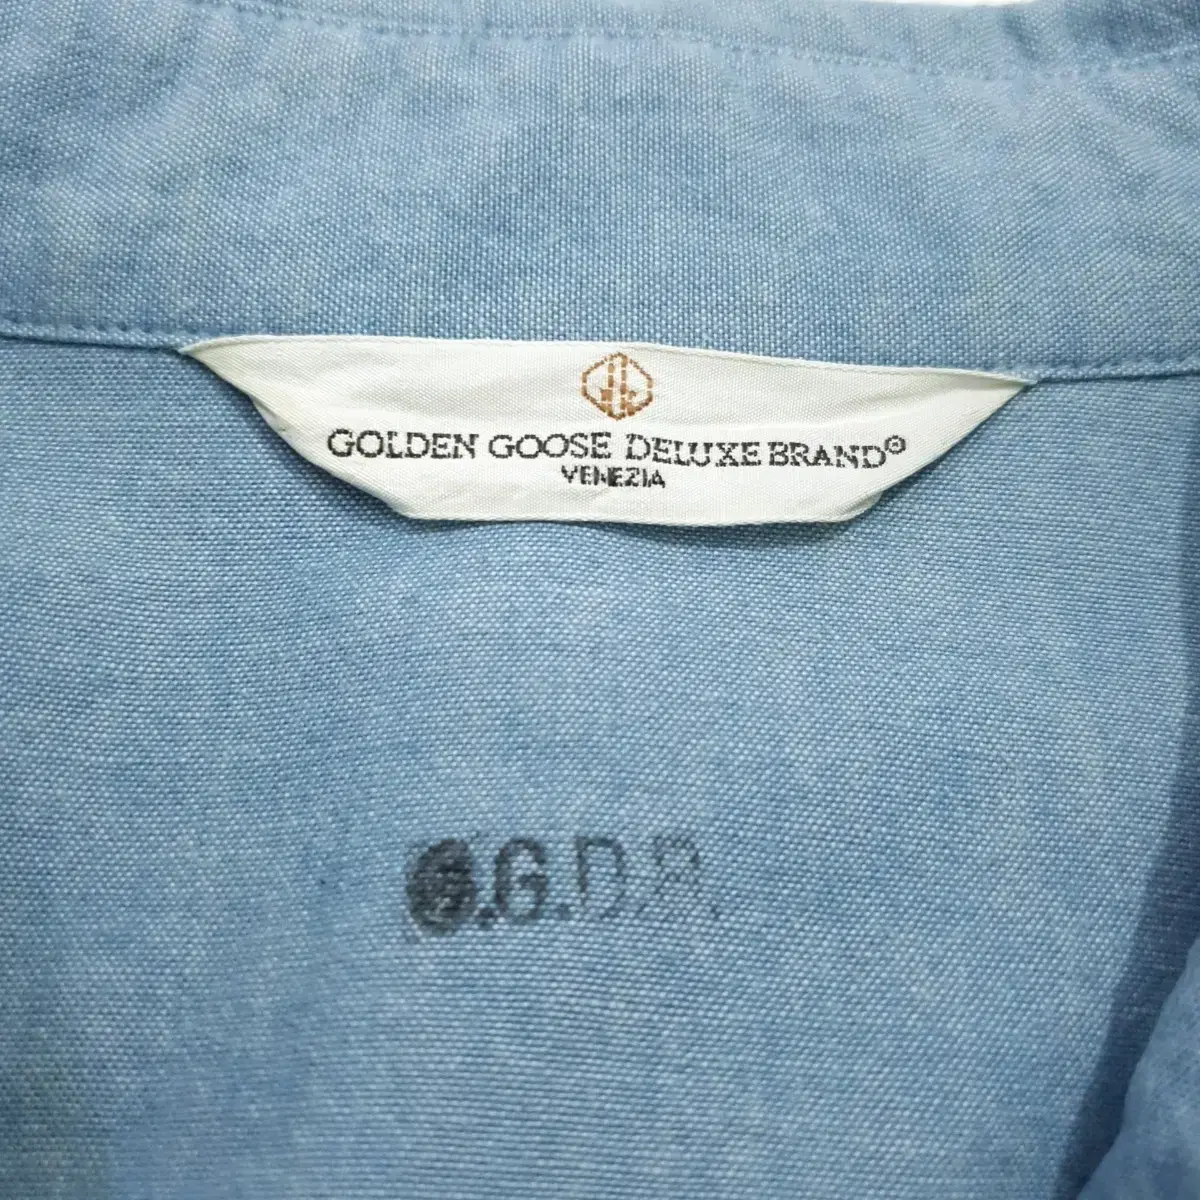 GOLDEN GOOSE DELUXE BRAND®
VENEZIA
G.G.D.B.